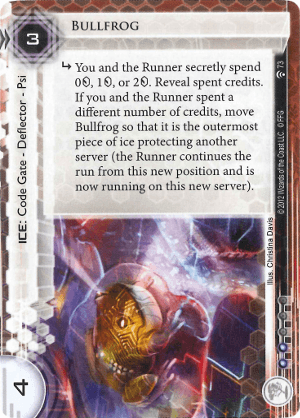 3
BULLFROG
↳ You and the Runner secretly spend
0, 1, or 2. Reveal spent credits.
If you and the Runner spent a
different number of credits, move
Bullfrog so that it is the outermost
piece of ice protecting another
server (the Runner continues the
run from this new position and is
now running on this new server).
ICE: Code Gate - Deflector - Psi
73
© 2012 Wizards of the Coast LLC. © FFG
Illus. Christina Davis
4